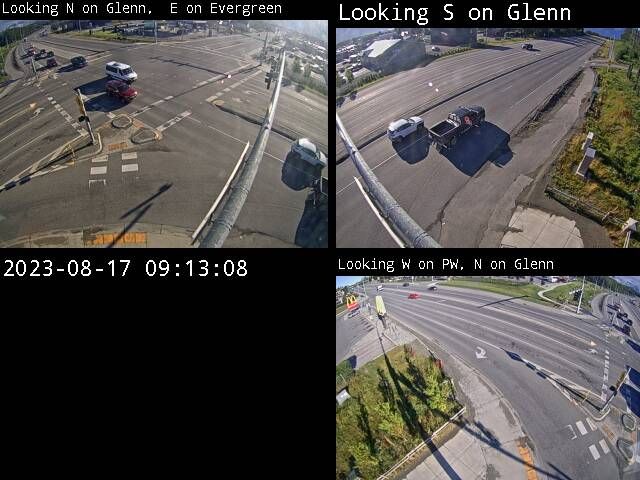 Looking N on Glenn,  E on Evergreen
Looking S on Glenn
2023-08-17 09:13:08
Looking W on PW, N on Glenn